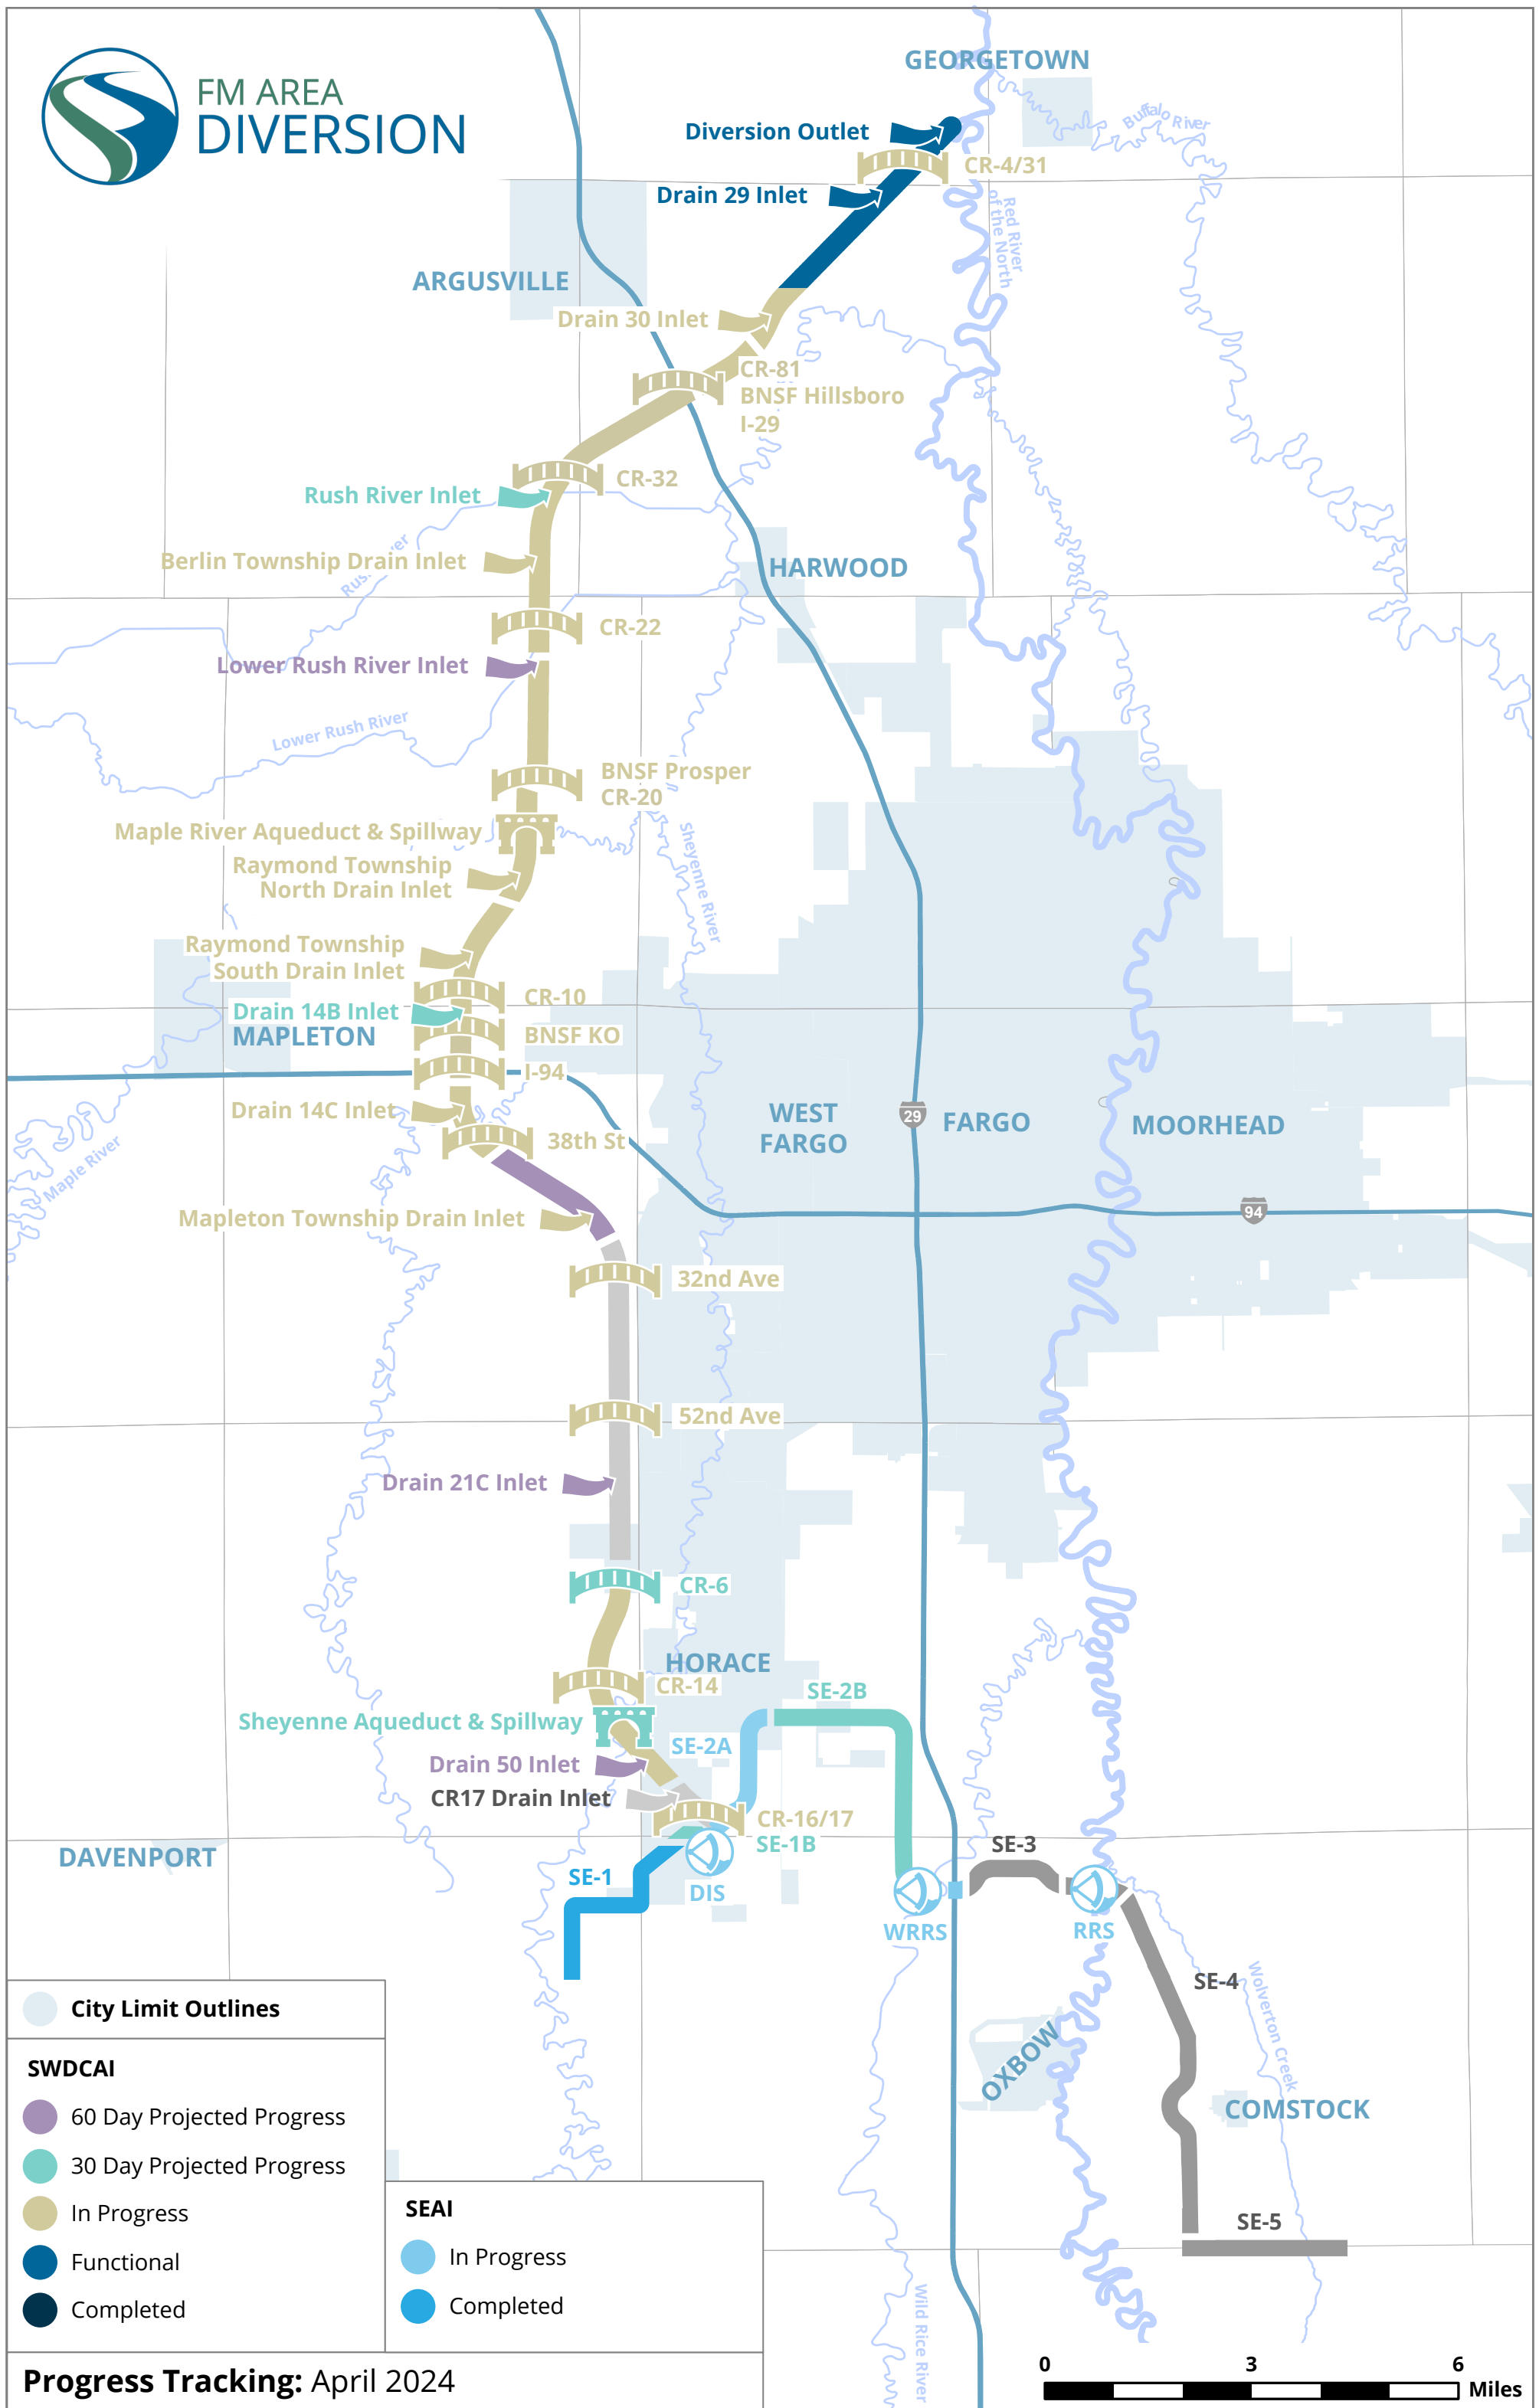 GEORGETOWN
FM AREA
DIVERSION
Diversion Outlet
Buffalo River
CR-4/31
Drain 29 Inlet
Red River
of the North
ARGUSVILLE
Drain 30 Inlet
CR-81
BNSF Hillsboro
I-29
CR-32
Rush River Inlet
Berlin Township Drain Inlet
HARWOOD
CR-22
Lower Rush River Inlet
Lower Rush River
BNSF Prosper
CR-20
Maple River Aqueduct & Spillway
Sheyenne River
Raymond Township
North Drain Inlet
Raymond Township
South Drain Inlet
CR-10
Drain 14B Inlet
MAPLETON
BNSF KO
I-94
Drain 14C Inlet
WEST
FARGO
29
FARGO
MOORHEAD
38th St
Maple River
Mapleton Township Drain Inlet
94
32nd Ave
52nd Ave
Drain 21C Inlet
CR-6
HORACE
CR-14
SE-2B
Sheyenne Aqueduct & Spillway
SE-2A
Drain 50 Inlet
CR17 Drain Inlet
CR-16/17
SE-1B
SE-3
DAVENPORT
SE-1
DIS
WRRS
RRS
SE-4
Wolverton Creek
OXBOW
COMSTOCK
SE-5
Wild Rice River
City Limit Outlines
SWDCAI
60 Day Projected Progress
30 Day Projected Progress
In Progress
Functional
Completed
SEAI
In Progress
Completed
Progress Tracking: April 2024
0 3 6
Miles